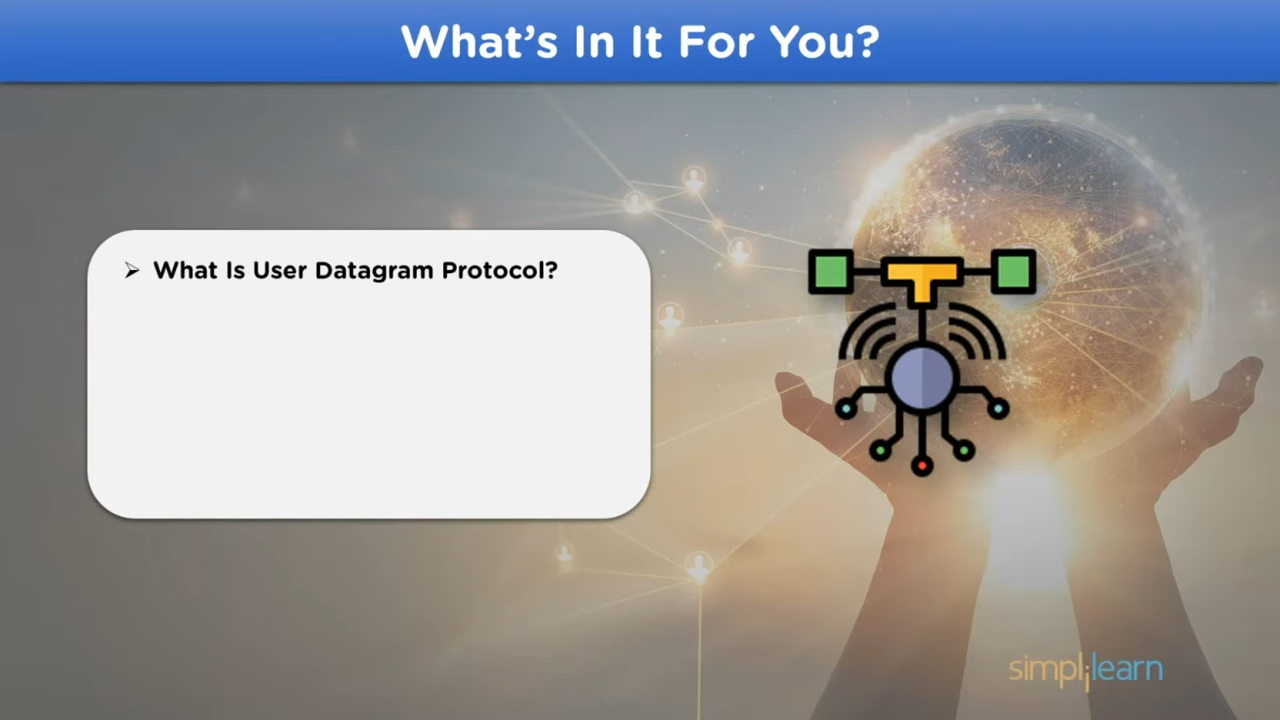 What's In It For You?
➢ What Is User Datagram Protocol?
simplilearn